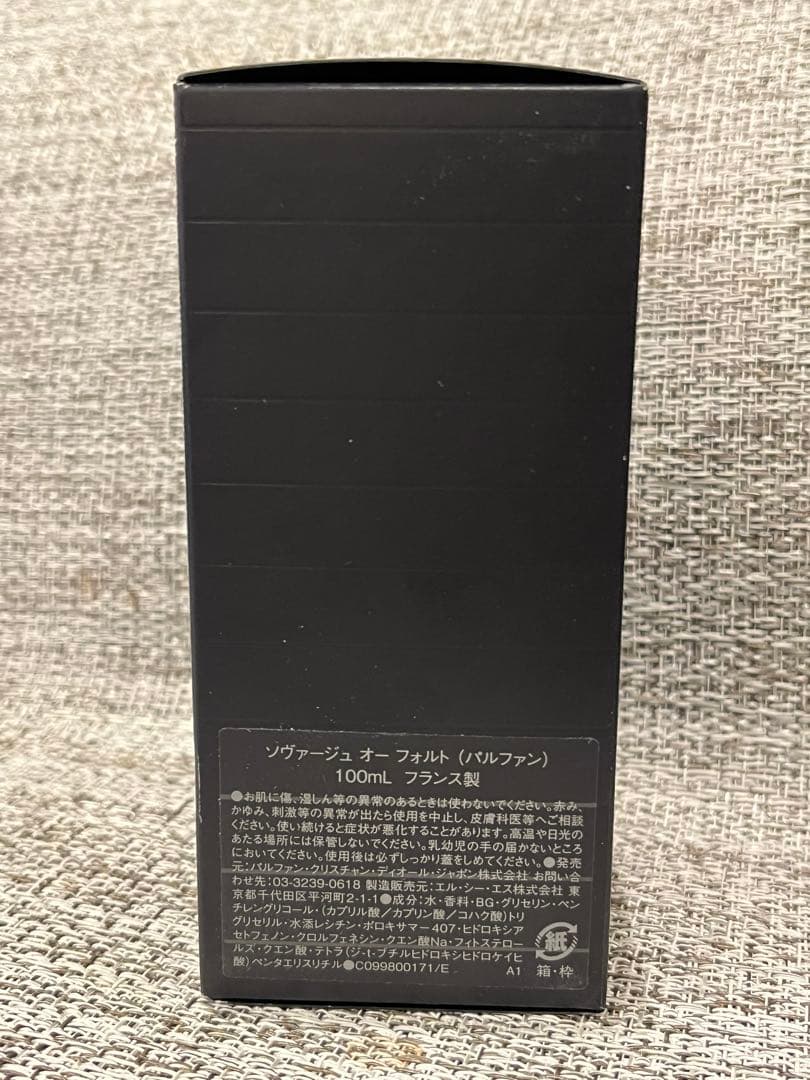 ソヴァージュ オー フォルト (パルファン)
100mL フランス製
●お肌に傷、湿しん等の異常のあるときは使わないでください。赤み、
かゆみ、刺激等の異常が出たら使用を中止し、皮膚科医等へご相談
ください。使い続けると症状が悪化することがあります。高温や日光の
あたる場所には保管しないでください。乳幼児の手の届かないところ
においてください。使用後は必ずしっかり蓋をしめてください。●発売
元:パルファン・クリスチャン・ディオール・ジャポン株式会社 お問い合
わせ先:03-3239-0618 製造販売元:エル・シー・エス株式会社 東
京都千代田区平河町2-1-1●成分:水・香料・BG・グリセリン・ペン
チレングリコール・(カプリル酸/カプリン酸/コハク酸)トリ
グリセリル・水添レシチン・ポロキサマー407・ヒドロキシア
セトフェノン・クロルフェネシン・クエン酸Na・フィトステロ
ールズ・クエン酸・テトラ(ジ-t-ブチルヒドロキシヒドロケイヒ
酸)ペンタエリスリチル●C099800171/E
紙
A1 箱・枠